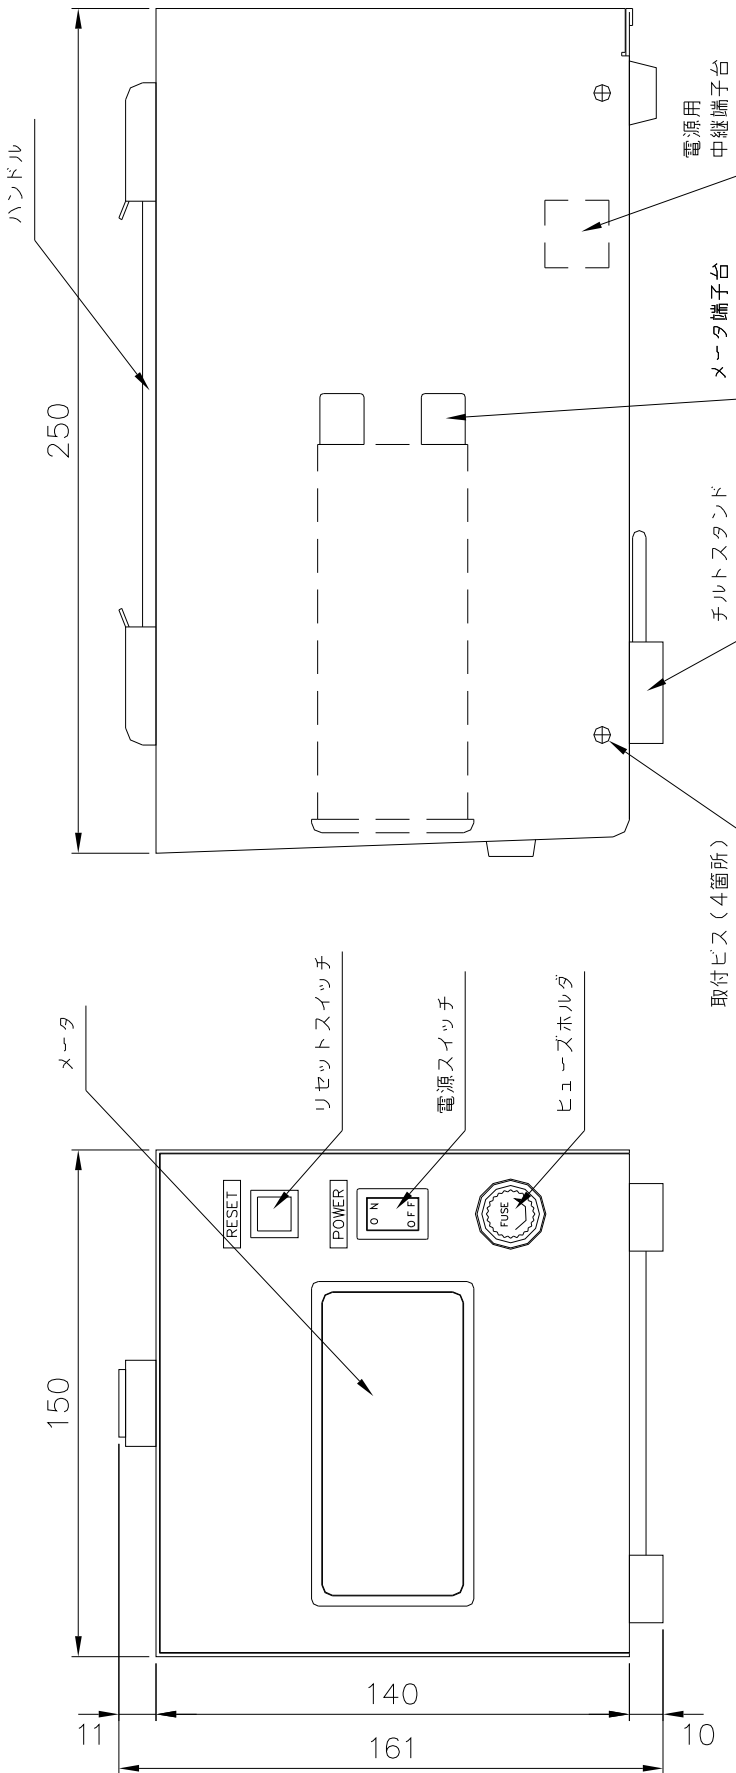 ハンドル
250
電源用
中継端子台
メータ端子台
チルトスタンド
取付ビス(4箇所)
メータ
リセットスイッチ
電源スイッチ
ヒューズホルダ
150
RESET
POWER
ON
OFF
FUSE
11
140
10
161